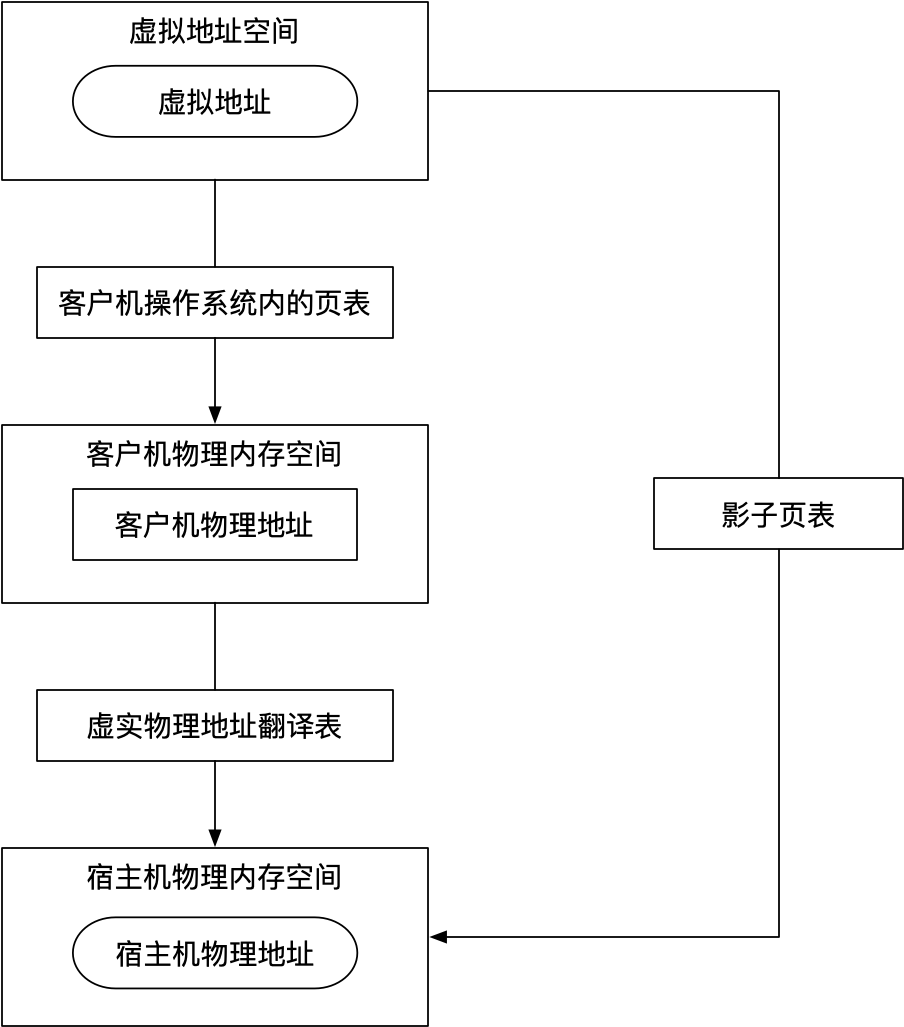 虚拟地址空间
虚拟地址
客户机操作系统内的页表
客户机物理内存空间
客户机物理地址
影子页表
虚实物理地址翻译表
宿主机物理内存空间
宿主机物理地址